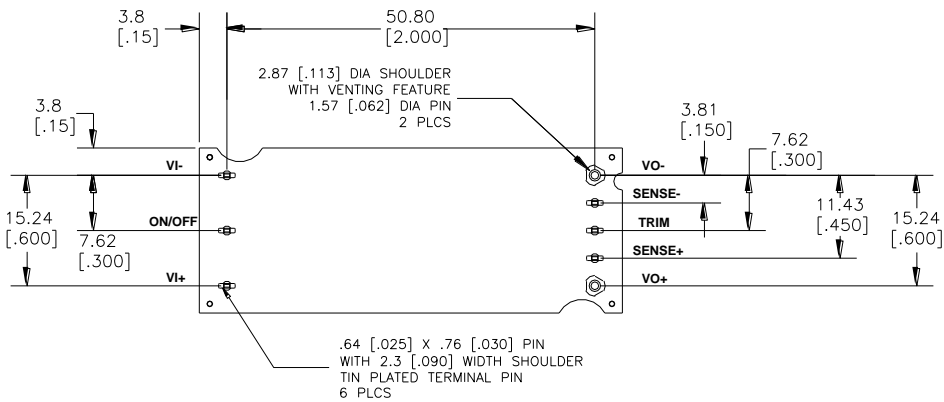 3.8
[.15]
50.80
[2.000]
2.87 [.113] DIA SHOULDER
WITH VENTING FEATURE
1.57 [.062] DIA PIN
2 PLCS
3.8
[.15]
3.81
[.150]
7.62
[.300]
VI-
VO-
SENSE-
15.24
[.600]
ON/OFF
7.62
[.300]
TRIM
11.43
[.450]
15.24
[.600]
SENSE+
VI+
VO+
.64 [.025] X .76 [.030] PIN
WITH 2.3 [.090] WIDTH SHOULDER
TIN PLATED TERMINAL PIN
6 PLCS